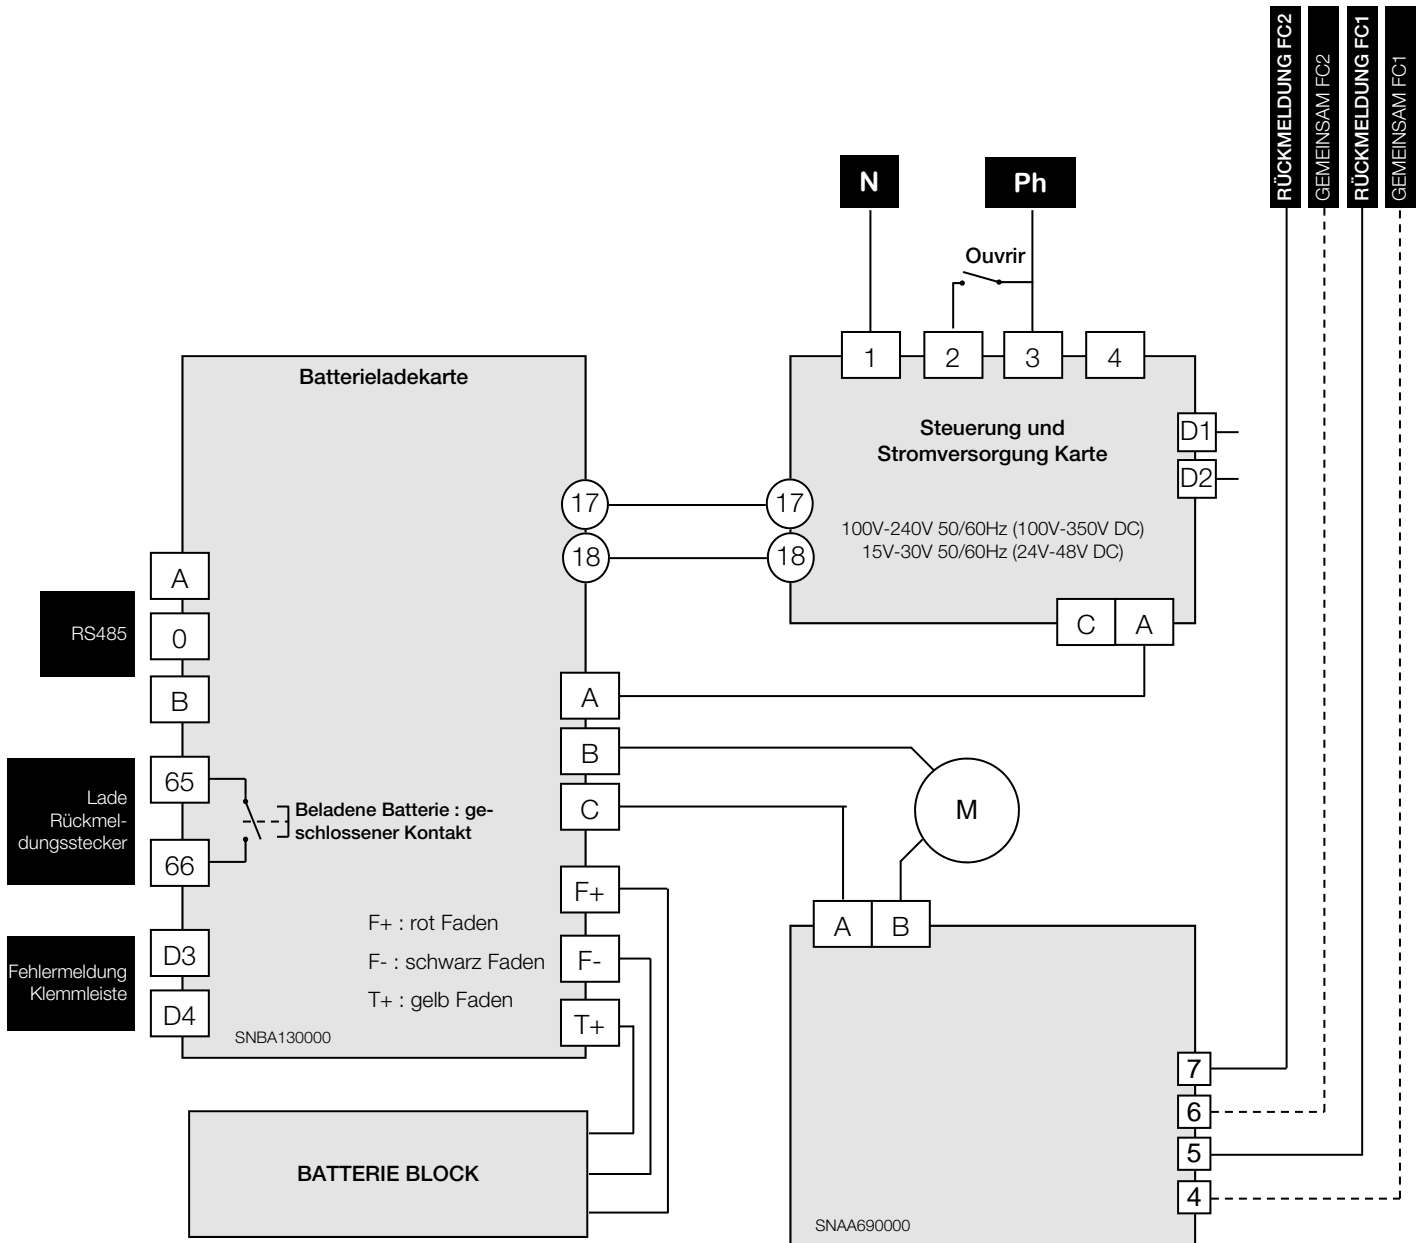 RÜCKMELDUNG FC2
GEMEINSAM FC2
RÜCKMELDUNG FC1
GEMEINSAM FC1
N
Ph
Ouvrir
1
2
3
4
Batterieladekarte
Steuerung und
Stromversorgung Karte
D1
D2
17
18
17
18
100V-240V 50/60Hz (100V-350V DC)
15V-30V 50/60Hz (24V-48V DC)
C
A
RS485
A
0
B
A
B
C
M
Lade
Rückmel-
dungsstecker
65
66
Beladene Batterie : ge-
schlossener Kontakt
F+
F-
T+
F+ : rot Faden
F- : schwarz Faden
T+ : gelb Faden
Fehlermeldung
Klemmleiste
D3
D4
SNBA130000
A
B
7
6
5
4
BATTERIE BLOCK
SNAA690000